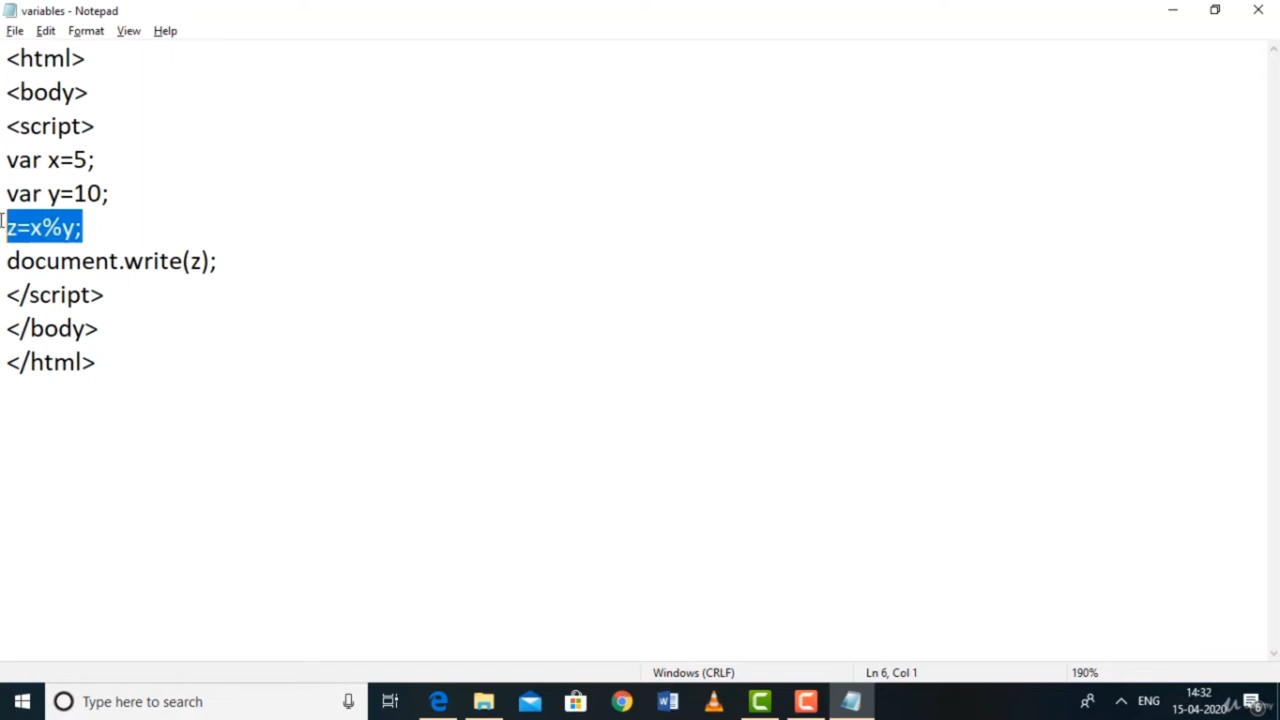 variables - Notepad
File Edit Format View Help
<html>
<body>
<script>
var x=5;
var y=10;
z=x%y;
document.write(z);
</script>
</body>
</html>
Windows (CRLF) Ln 6, Col 1 190%
Type here to search
ENG
14:32
15-04-2020
6